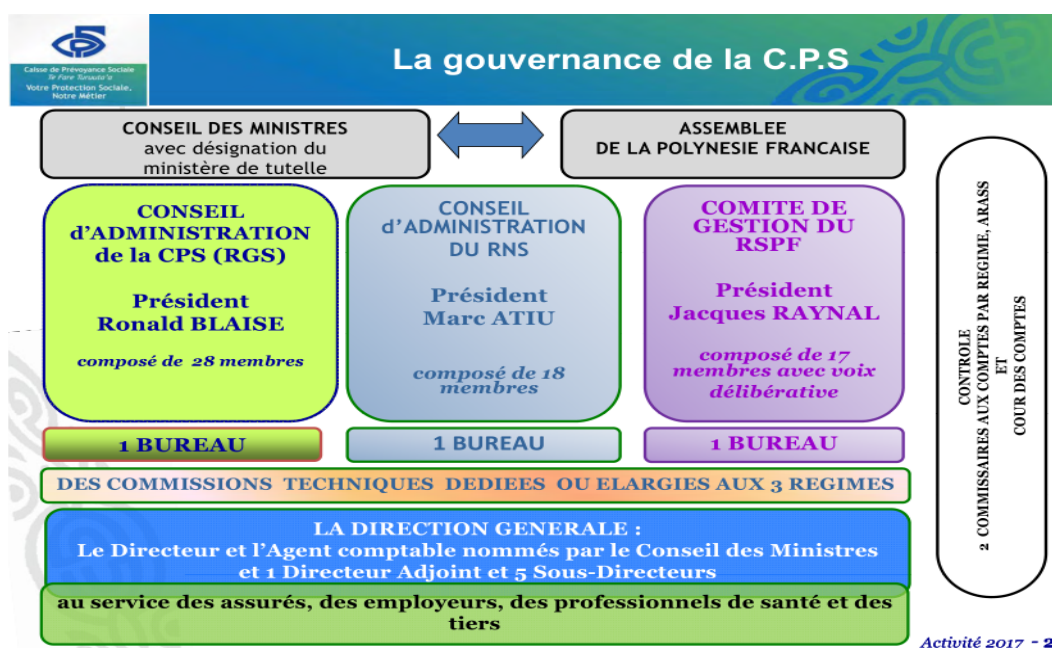 Caisse de Prévoyance Sociale
Te Fare Turuuta'a
Votre Protection Sociale,
Notre Métier
La gouvernance de la C.P.S
CONSEIL DES MINISTRES
avec désignation du
ministère de tutelle
ASSEMBLEE
DE LA POLYNESIE FRANCAISE
CONSEIL
d'ADMINISTRATION
de la CPS (RGS)
Président
Ronald BLAISE
composé de 28 membres
CONSEIL
d'ADMINISTRATION
DU RNS
Président
Marc ATIU
composé de 18
membres
COMITE DE
GESTION DU
RSPF
Président
Jacques RAYNAL
composé de 17
membres avec voix
délibérative
1 BUREAU
1 BUREAU
1 BUREAU
DES COMMISSIONS TECHNIQUES DEDIEES OU ELARGIES AUX 3 REGIMES
LA DIRECTION GENERALE :
Le Directeur et l'Agent comptable nommés par le Conseil des Ministres
et 1 Directeur Adjoint et 5 Sous-Directeurs
au service des assurés, des employeurs, des professionnels de santé et des
tiers
CONTROLE
2 COMMISSAIRES AUX COMPTES PAR REGIME, ARASS
ET
COUR DES COMPTES
Activité 2017 - 2